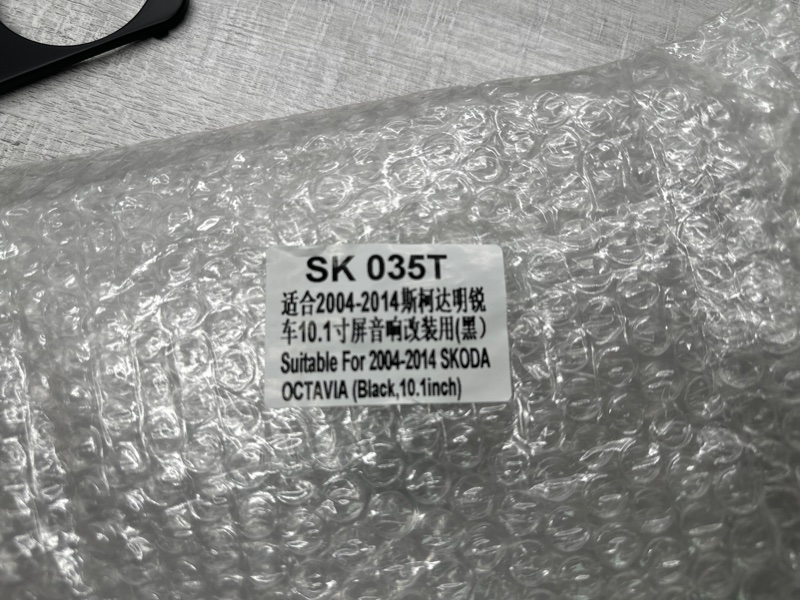 SK 035T
适合2004-2014斯柯达明锐
车10.1寸屏音响改装用(黑）
Suitable For 2004-2014 SKODA
OCTAVIA (Black,10.1inch)